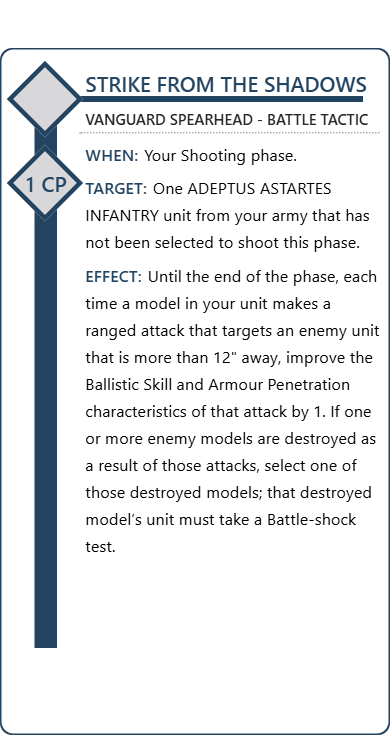 STRIKE FROM THE SHADOWS
VANGUARD SPEARHEAD - BATTLE TACTIC
WHEN: Your Shooting phase.
1 CP
TARGET: One ADEPTUS ASTARTES
INFANTRY unit from your army that has
not been selected to shoot this phase.
EFFECT: Until the end of the phase, each
time a model in your unit makes a
ranged attack that targets an enemy unit
that is more than 12" away, improve the
Ballistic Skill and Armour Penetration
characteristics of that attack by 1. If one
or more enemy models are destroyed as
a result of those attacks, select one of
those destroyed models; that destroyed
model’s unit must take a Battle-shock
test.